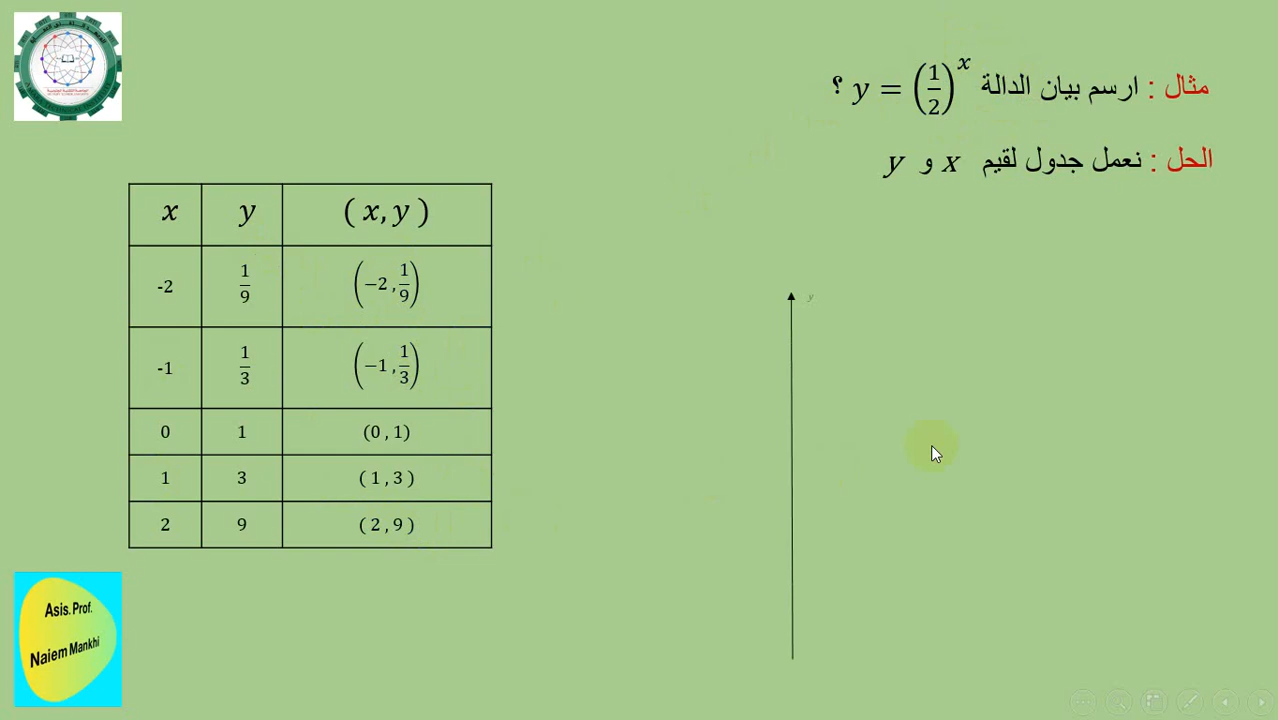 مثال : ارسم بيان الدالة y = (1/2)^x ؟
الحل : نعمل جدول لقيم x و y
x y ( x, y )
-2 1/9 (−2 , 1/9)
-1 1/3 (−1 , 1/3)
0 1 (0 , 1)
1 3 ( 1 , 3 )
2 9 ( 2 , 9 )
y
Asis. Prof.
Naiem Mankhi